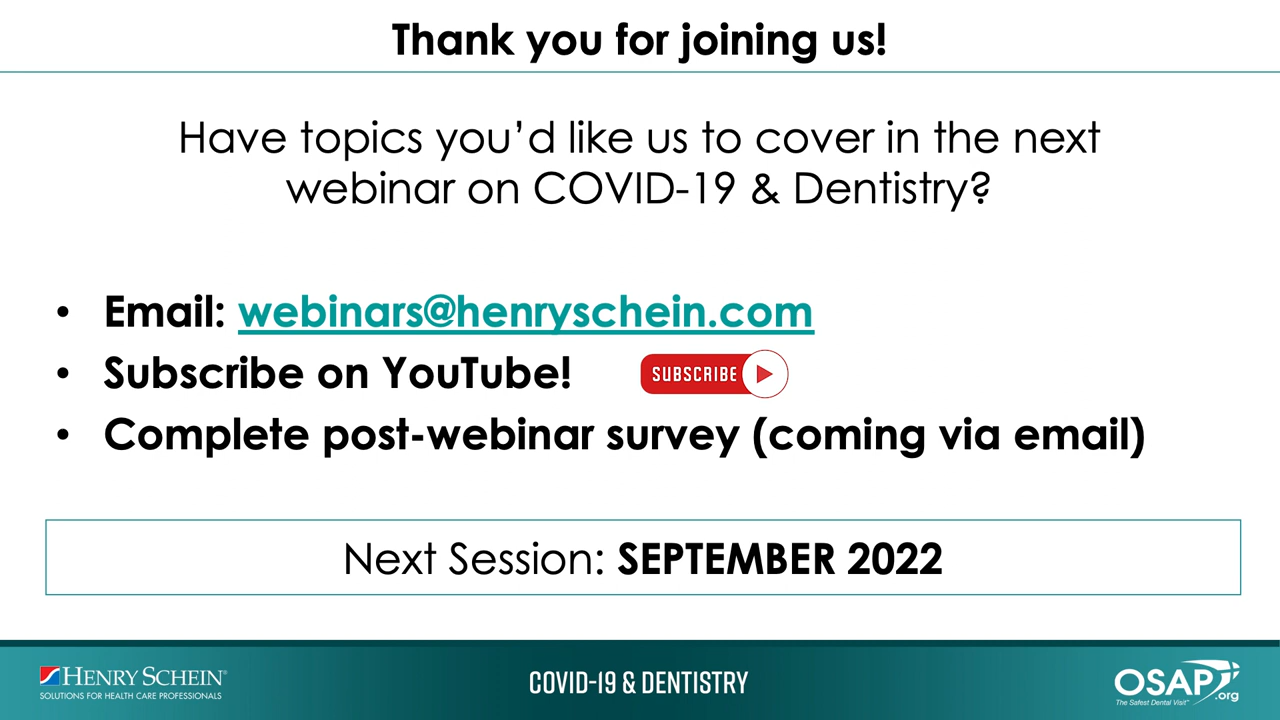 Thank you for joining us!
Have topics you’d like us to cover in the next
webinar on COVID-19 & Dentistry?
• Email: webinars@henryschein.com
• Subscribe on YouTube!
SUBSCRIBE
• Complete post-webinar survey (coming via email)
Next Session: SEPTEMBER 2022
HENRY SCHEIN®
SOLUTIONS FOR HEALTH CARE PROFESSIONALS
COVID-19 & DENTISTRY
OSAP.org
The Safest Dental Visit™